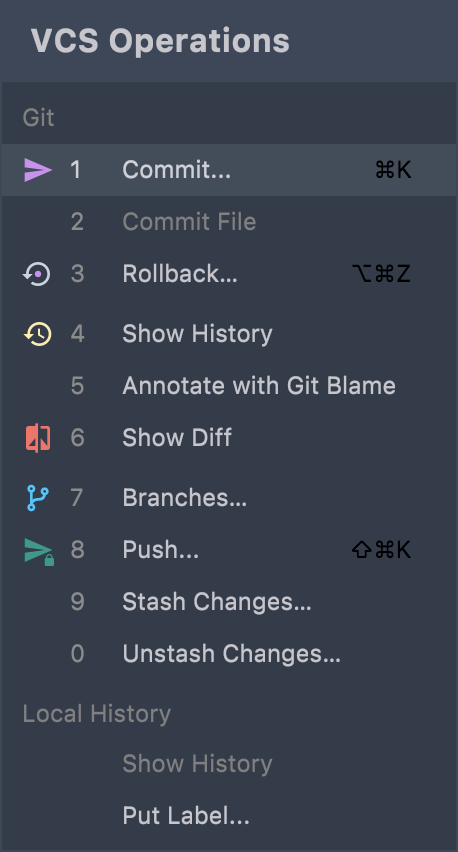 VCS Operations
Git
1 Commit... ⌘K
2 Commit File
3 Rollback... ⌥⌘Z
4 Show History
5 Annotate with Git Blame
6 Show Diff
7 Branches...
8 Push... ⇧⌘K
9 Stash Changes...
0 Unstash Changes...
Local History
Show History
Put Label...